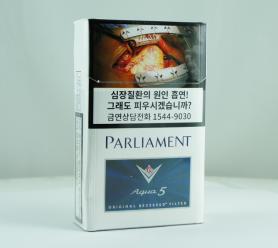 심장질환의 원인 흡연!
그래도 피우시겠습니까?
금연상담전화 1544-9030
PARLIAMENT
Aqua 5
ORIGINAL RECESSED FILTER